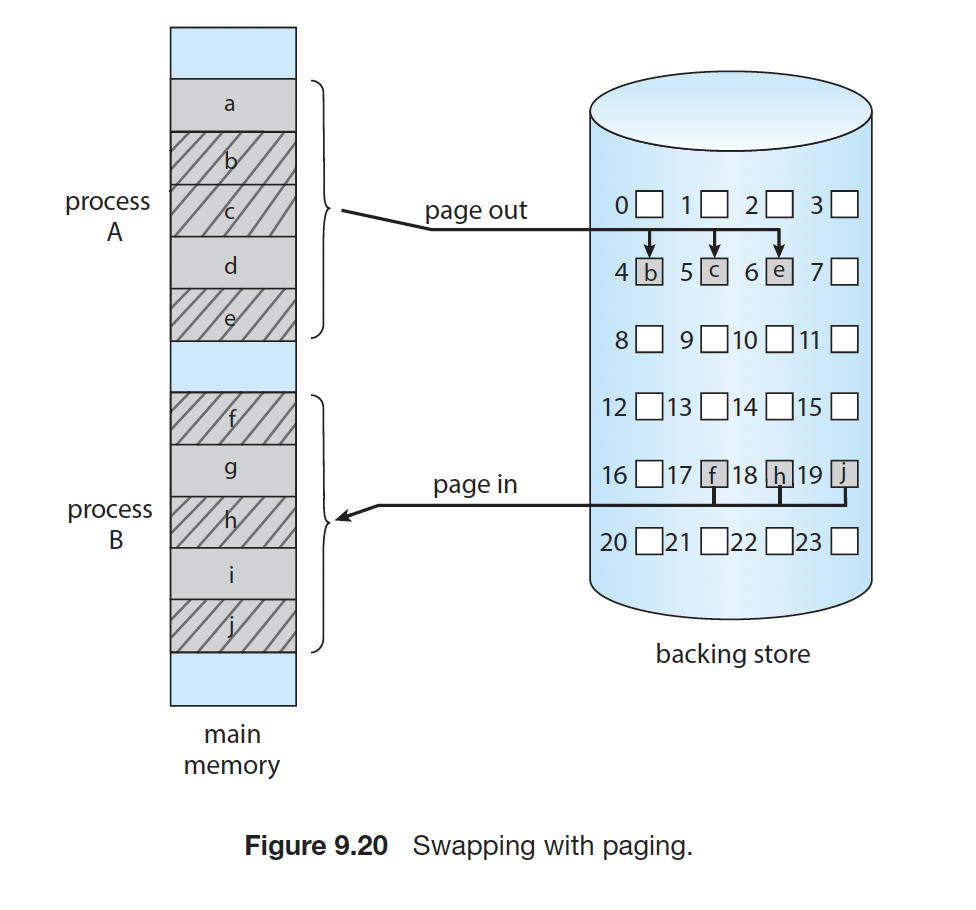 a
b
process
A
c
d
e
page out
0 1 2 3
4 b 5 c 6 e 7
8 9 10 11
12 13 14 15
16 17 f 18 h 19 j
20 21 22 23
f
g
process
B
h
i
j
page in
backing store
main
memory
Figure 9.20 Swapping with paging.